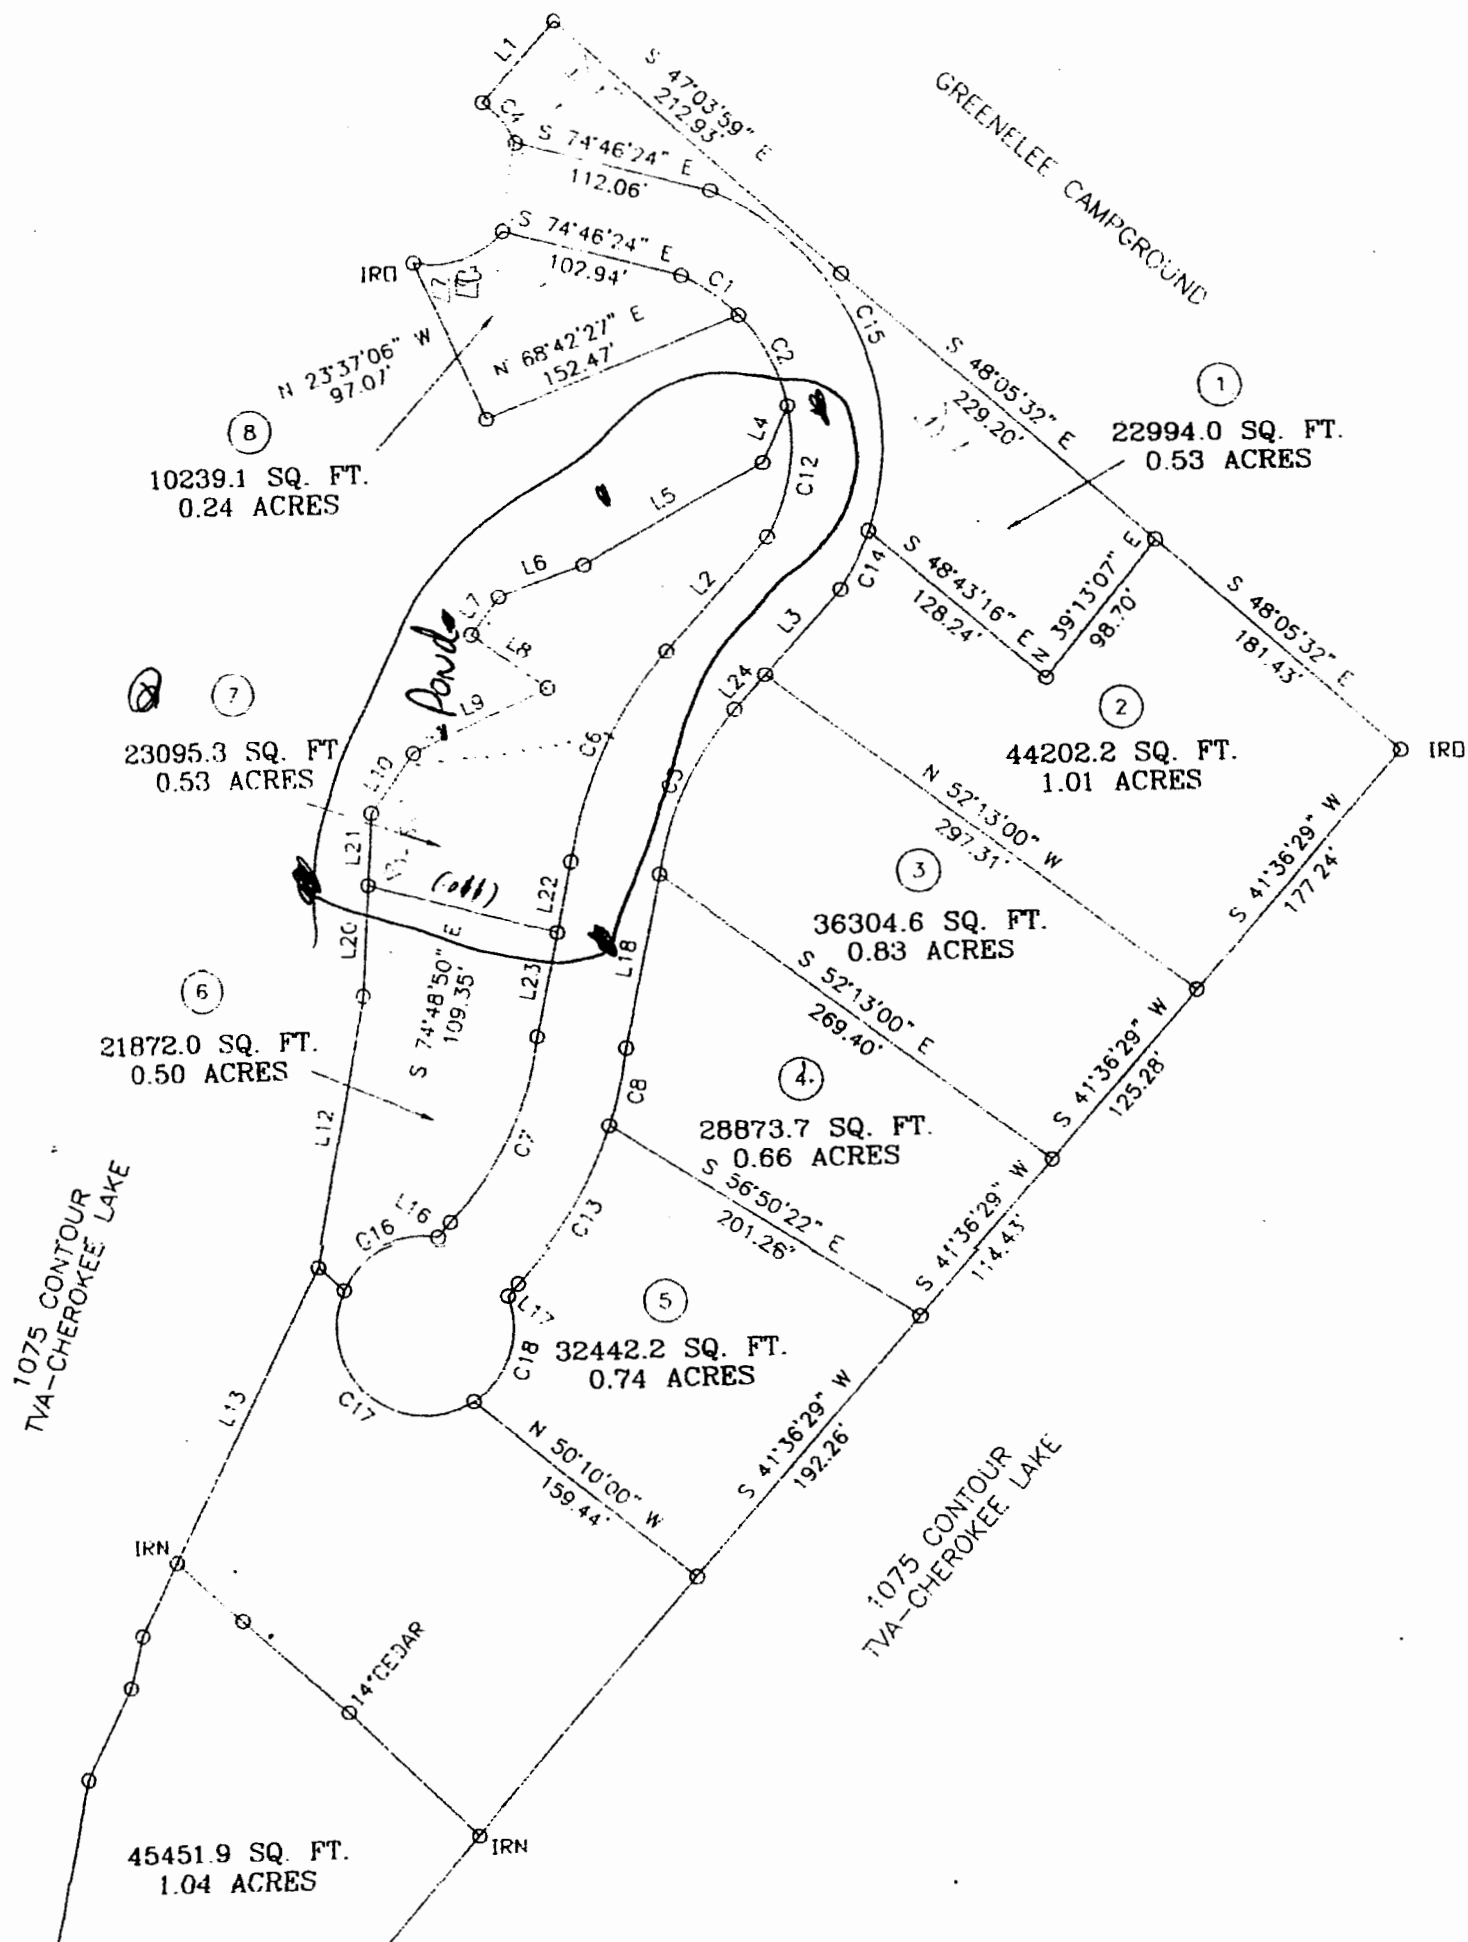 L1
S 47°03'59" E
212.93'
GREENELEE CAMPGROUND
C4
S 74°46'24" E
112.06'
S 74°46'24" E
102.94'
IRO
C1
N 68°42'27" E
152.47'
N 23°37'06" W
97.07'
C2
C15
S 48°05'32" E
229.20'
1
22994.0 SQ. FT.
0.53 ACRES
8
10239.1 SQ. FT.
0.24 ACRES
L4
C12
L5
L6
L2
L7
L8
C14
L3
S 48°43'16" E
128.24'
N 39°13'07" E
98.70'
S 48°05'32" E
181.43'
IRO
Pond
L9
L24
2
44202.2 SQ. FT.
1.01 ACRES
7
23095.3 SQ. FT
0.53 ACRES
L10
C6
C5
N 52°13'00" W
297.31'
S 41°36'29" W
177.24'
L21
L22
3
36304.6 SQ. FT.
0.83 ACRES
L20
L23
L18
S 74°48'50" E
109.35'
S 52°13'00" E
269.40'
6
21872.0 SQ. FT.
0.50 ACRES
S 41°36'29" W
125.28'
L12
C7
C8
4
28873.7 SQ. FT.
0.66 ACRES
S 56°50'22" E
201.26'
S 41°36'29" W
114.43'
1075 CONTOUR
TVA-CHEROKEE LAKE
L16
C16
C13
L17
5
32442.2 SQ. FT.
0.74 ACRES
C18
C17
L13
N 50°10'00" W
159.44'
S 41°36'29" W
192.26'
1075 CONTOUR
TVA-CHEROKEE LAKE
IRN
14"CEDAR
IRN
45451.9 SQ. FT.
1.04 ACRES